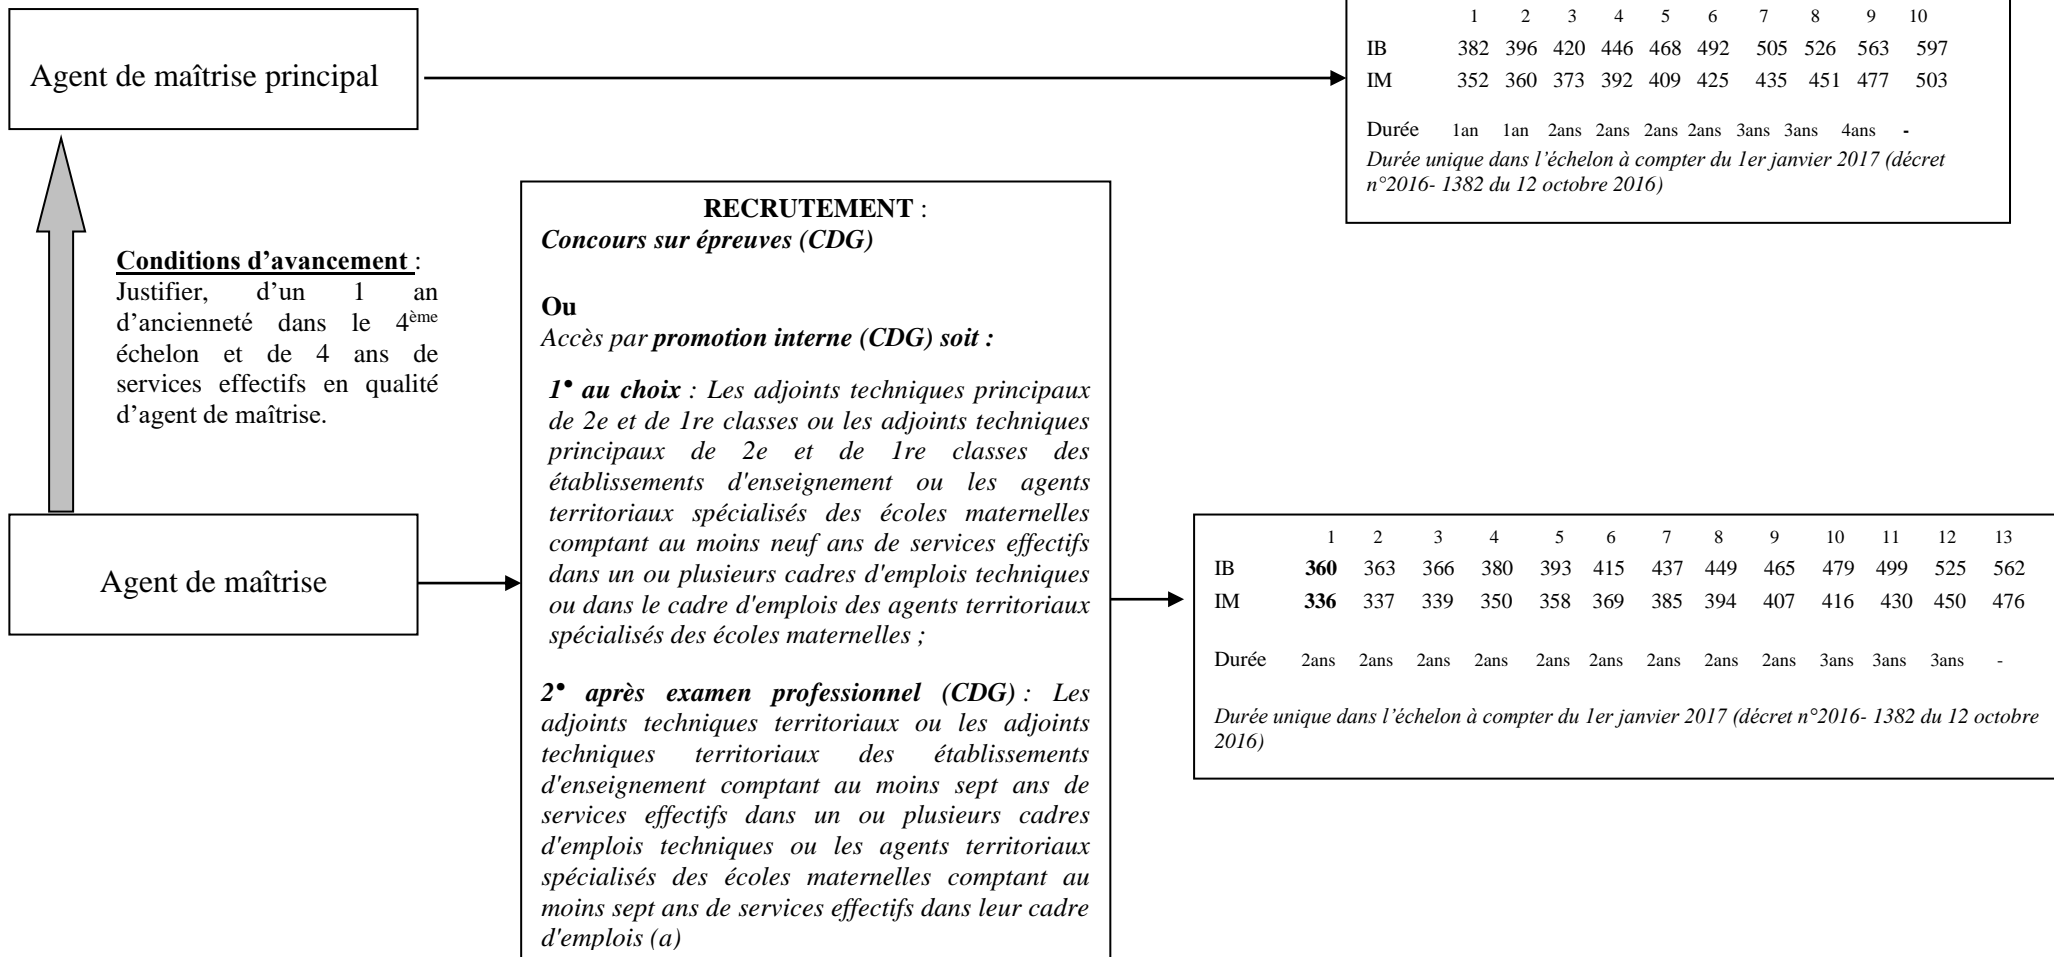 Agent de maîtrise principal
1 2 3 4 5 6 7 8 9 10
IB 382 396 420 446 468 492 505 526 563 597
IM 352 360 373 392 409 425 435 451 477 503
Durée 1an 1an 2ans 2ans 2ans 2ans 3ans 3ans 4ans -
Durée unique dans l’échelon à compter du 1er janvier 2017 (décret
n°2016- 1382 du 12 octobre 2016)
Conditions d’avancement :
Justifier, d’un 1 an
d’ancienneté dans le 4ème
échelon et de 4 ans de
services effectifs en qualité
d’agent de maîtrise.
RECRUTEMENT :
Concours sur épreuves (CDG)
Ou
Accès par promotion interne (CDG) soit :
1• au choix : Les adjoints techniques principaux
de 2e et de 1re classes ou les adjoints techniques
principaux de 2e et de 1re classes des
établissements d'enseignement ou les agents
territoriaux spécialisés des écoles maternelles
comptant au moins neuf ans de services effectifs
dans un ou plusieurs cadres d'emplois techniques
ou dans le cadre d'emplois des agents territoriaux
spécialisés des écoles maternelles ;
2• après examen professionnel (CDG) : Les
adjoints techniques territoriaux ou les adjoints
techniques territoriaux des établissements
d'enseignement comptant au moins sept ans de
services effectifs dans un ou plusieurs cadres
d'emplois techniques ou les agents territoriaux
spécialisés des écoles maternelles comptant au
moins sept ans de services effectifs dans leur cadre
d'emplois (a)
Agent de maîtrise
1 2 3 4 5 6 7 8 9 10 11 12 13
IB 360 363 366 380 393 415 437 449 465 479 499 525 562
IM 336 337 339 350 358 369 385 394 407 416 430 450 476
Durée 2ans 2ans 2ans 2ans 2ans 2ans 2ans 2ans 2ans 3ans 3ans 3ans -
Durée unique dans l’échelon à compter du 1er janvier 2017 (décret n°2016- 1382 du 12 octobre
2016)